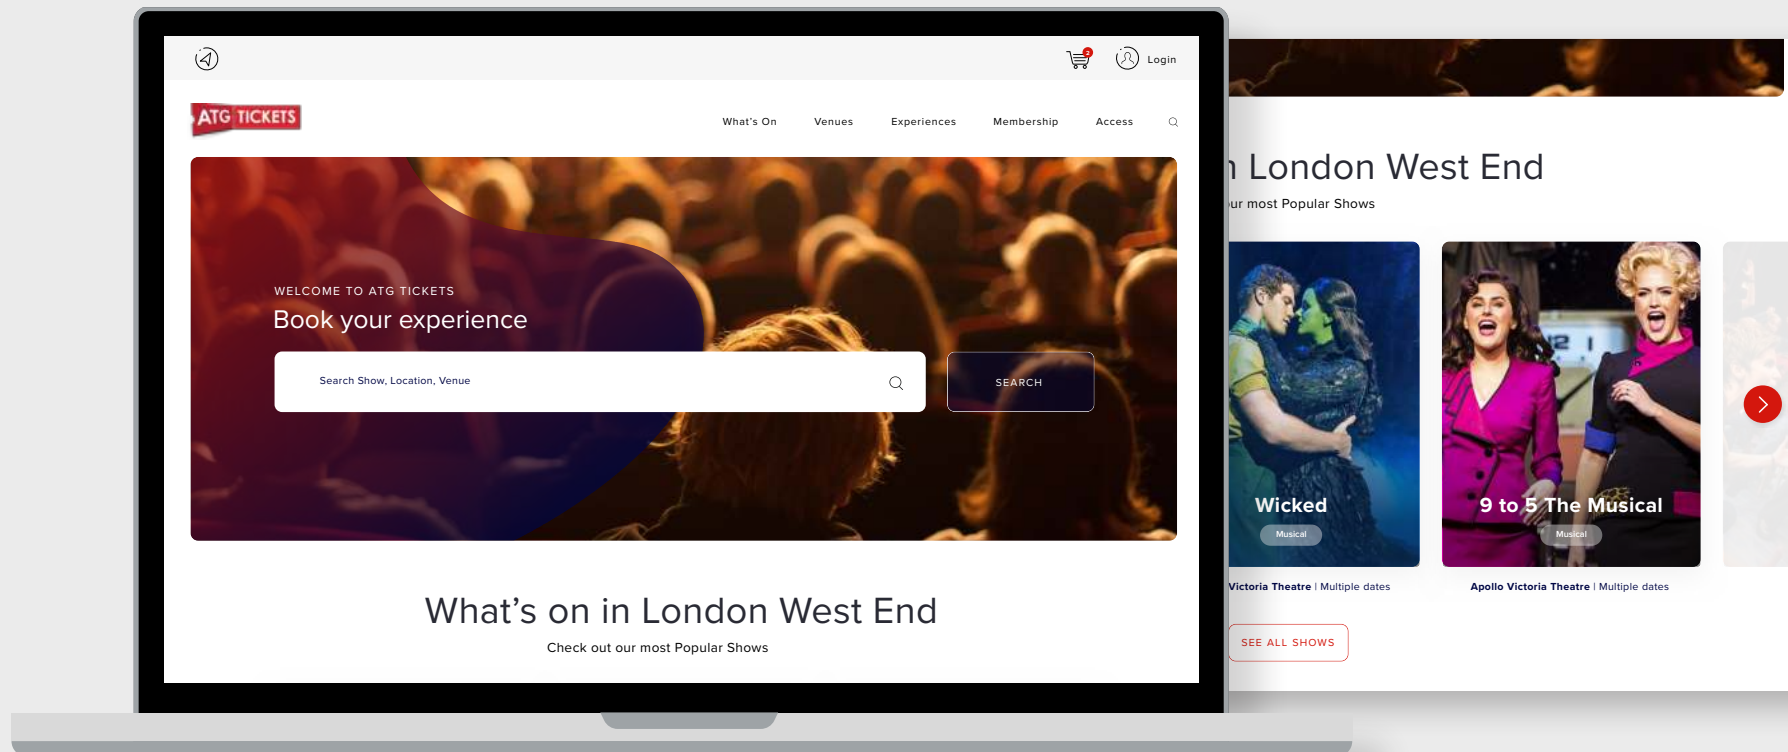 2
Login
ATG TICKETS
What's On
Venues
Experiences
Membership
Access
WELCOME TO ATG TICKETS
Book your experience
Search Show, Location, Venue
SEARCH
What's on in London West End
Check out our most Popular Shows
London West End
our most Popular Shows
Wicked
Musical
Victoria Theatre | Multiple dates
9 to 5 The Musical
Musical
Apollo Victoria Theatre | Multiple dates
SEE ALL SHOWS